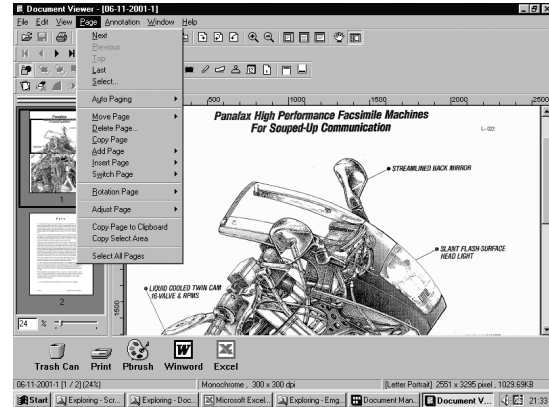 Document Viewer - [06-11-2001-1]
File Edit View Page Annotation Window Help
Next
Previous
Top
Last
Select...
Auto Paging
Move Page
Delete Page...
Copy Page
Add Page
Insert Page
Switch Page
Rotation Page
Adjust Page
Copy Page to Clipboard
Copy Select Area
Select All Pages
500 1000 1500 2000 2500
Panafax High Performance Facsimile Machines
For Souped-Up Communication
L-022
STREAMLINED BACK MIRROR
SLANT FLASH-SURFACE
HEAD LIGHT
LIQUID COOLED TWIN CAM
16-VALVE & RPMS
1500
1
2
24 %
Trash Can Print Pbrush Winword Excel
06-11-2001-1 [1 / 2] (24%) Monochrome , 300 x 300 dpi [Letter Portrait] 2551 x 3295 pixel , 1029.69KB
Start Exploring - Scr... Exploring - Doc... Microsoft Excel... Exploring - Emg... Document Man... Document V... 21:33